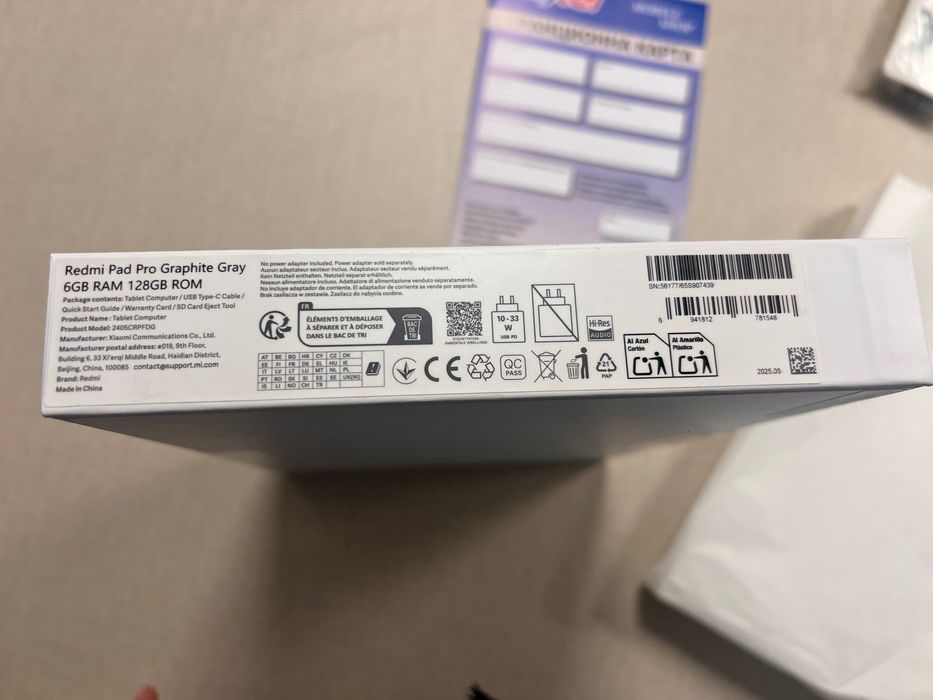 MOBILE
SHOP
Redmi Pad Pro Graphite Gray
6GB RAM 128GB ROM
Package contents: Tablet Computer / USB Type-C Cable /
Quick Start Guide / Warranty Card / SD Card Eject Tool
Product Name: Tablet Computer
Product Model: 2405CRPFDG
Manufacturer: Xiaomi Communications Co., Ltd.
Manufacturer postal address: #019, 9th Floor,
Building 6, 33 Xi'erqi Middle Road, Haidian District,
Beijing, China, 100085 contact@support.mi.com
Brand: Redmi
Made in China
No power adapter included. Power adapter sold separately.
Aucun adaptateur secteur inclus. Adaptateur secteur vendu séparément.
Kein Netzteil enthalten. Netzteil separat erhältlich.
Nessun alimentatore incluso. Adattatore di alimentazione venduto separatamente.
No incluye adaptador de corriente. El adaptador de corriente se vende por separado.
Brak zasilacza w zestawie. Zasilacz do nabycia osobno.
FR
ÉLÉMENTS D'EMBALLAGE
À SÉPARER ET À DÉPOSER
DANS LE BAC DE TRI
BAC
DE
TRI
AT BE BG HR CY CZ DK
EE FI FR DE EL HU IE
IT LV LT LU MT NL PL
PT RO SK SI ES SE UK(NI)
IS LI NO CH TR
10 - 33
W
USB PD
Hi-Res
AUDIO
CE
QC
PASS
21
PAP
Al Azul
Cartón
Al Amarillo
Plástico
SN:56177/65S907439
6 941812 781548
2025.05